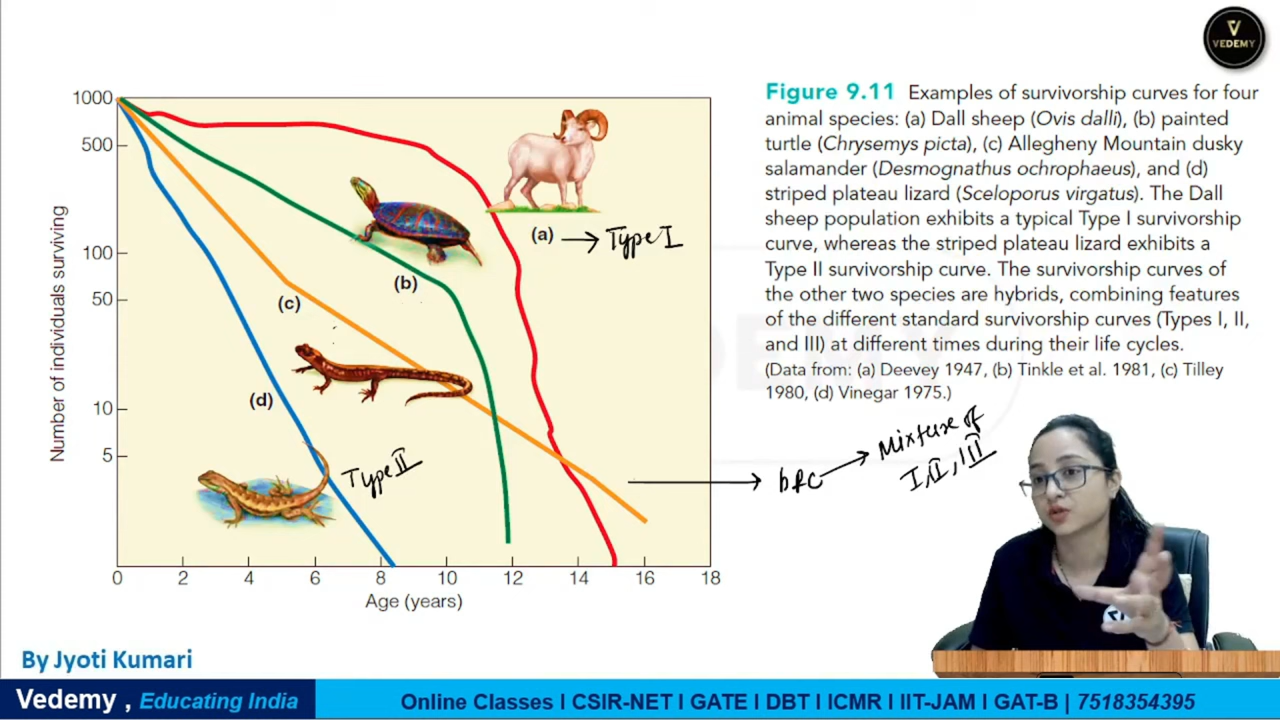 VEDEMY
Figure 9.11 Examples of survivorship curves for four
animal species: (a) Dall sheep (Ovis dalli), (b) painted
turtle (Chrysemys picta), (c) Allegheny Mountain dusky
salamander (Desmognathus ochrophaeus), and (d)
striped plateau lizard (Sceloporus virgatus). The Dall
sheep population exhibits a typical Type I survivorship
curve, whereas the striped plateau lizard exhibits a
Type II survivorship curve. The survivorship curves of
the other two species are hybrids, combining features
of the different standard survivorship curves (Types I, II,
and III) at different times during their life cycles.
(Data from: (a) Deevey 1947, (b) Tinkle et al. 1981, (c) Tilley
1980, (d) Vinegar 1975.)
Number of individuals surviving
1000
500
100
50
10
5
(a) → Type I
(b)
(c)
(d)
Type II
b & c → Mixture of
I, II, III
0 2 4 6 8 10 12 14 16 18
Age (years)
By Jyoti Kumari
Vedemy , Educating India
Online Classes I CSIR-NET I GATE I DBT I ICMR I IIT-JAM I GAT-B | 7518354395